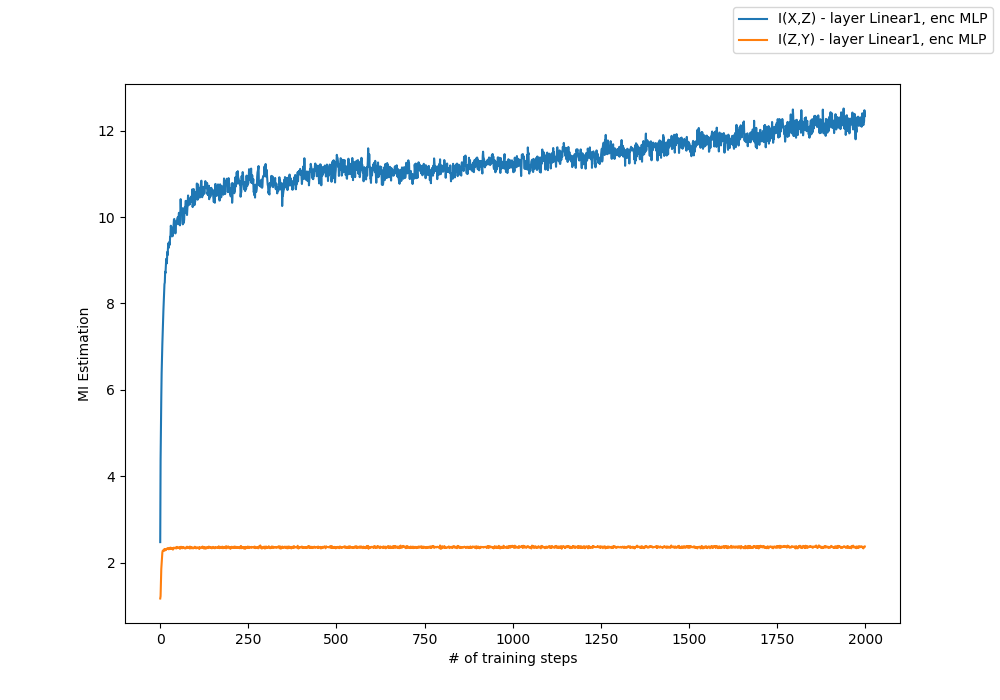 I(X,Z) - layer Linear1, enc MLP
I(Z,Y) - layer Linear1, enc MLP
12
10
8
6
4
2
MI Estimation
0 250 500 750 1000 1250 1500 1750 2000
# of training steps